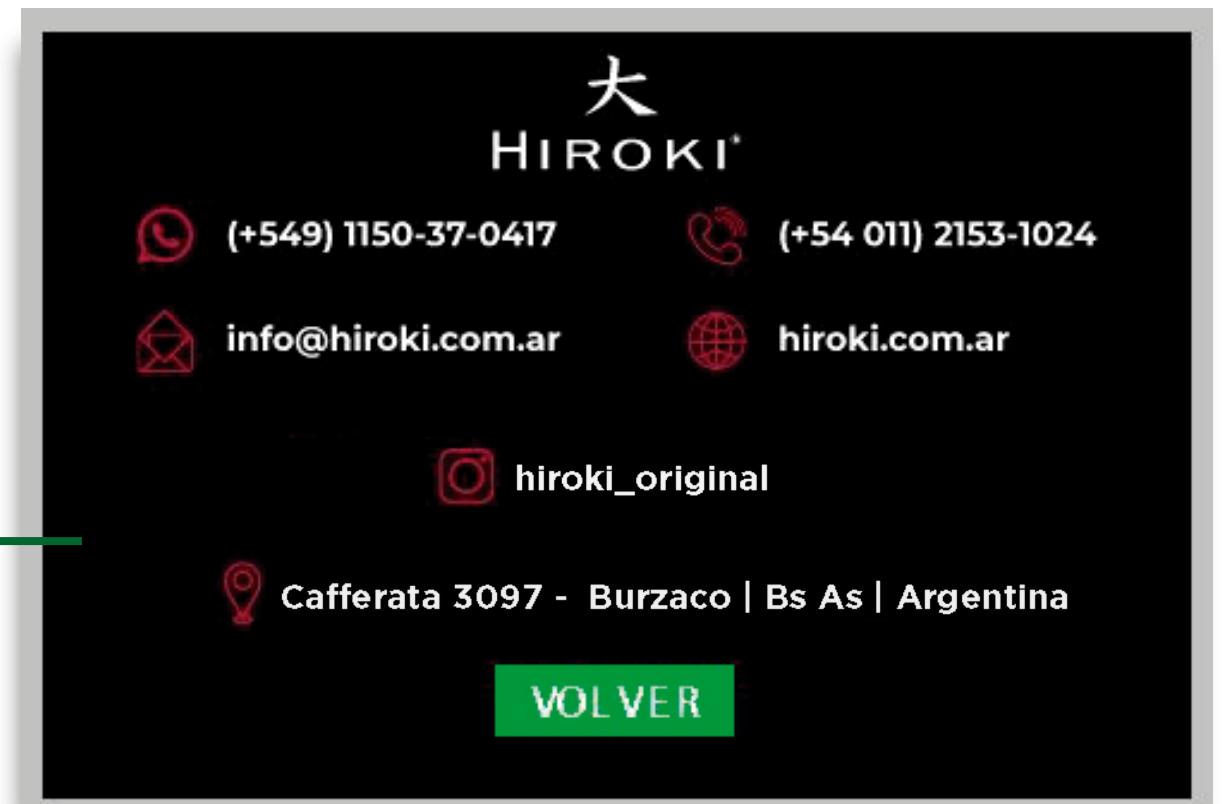 大
HIROKI
(+549) 1150-37-0417
(+54 011) 2153-1024
info@hiroki.com.ar
hiroki.com.ar
hiroki_original
Cafferata 3097 - Burzaco | Bs As | Argentina
VOLVER